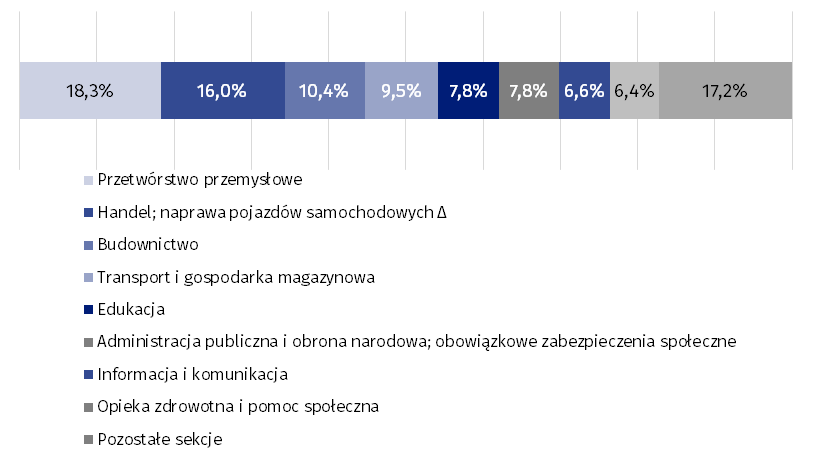 18,3% 16,0% 10,4% 9,5% 7,8% 7,8% 6,6% 6,4% 17,2%
Przetwórstwo przemysłowe
Handel; naprawa pojazdów samochodowych Δ
Budownictwo
Transport i gospodarka magazynowa
Edukacja
Administracja publiczna i obrona narodowa; obowiązkowe zabezpieczenia społeczne
Informacja i komunikacja
Opieka zdrowotna i pomoc społeczna
Pozostałe sekcje